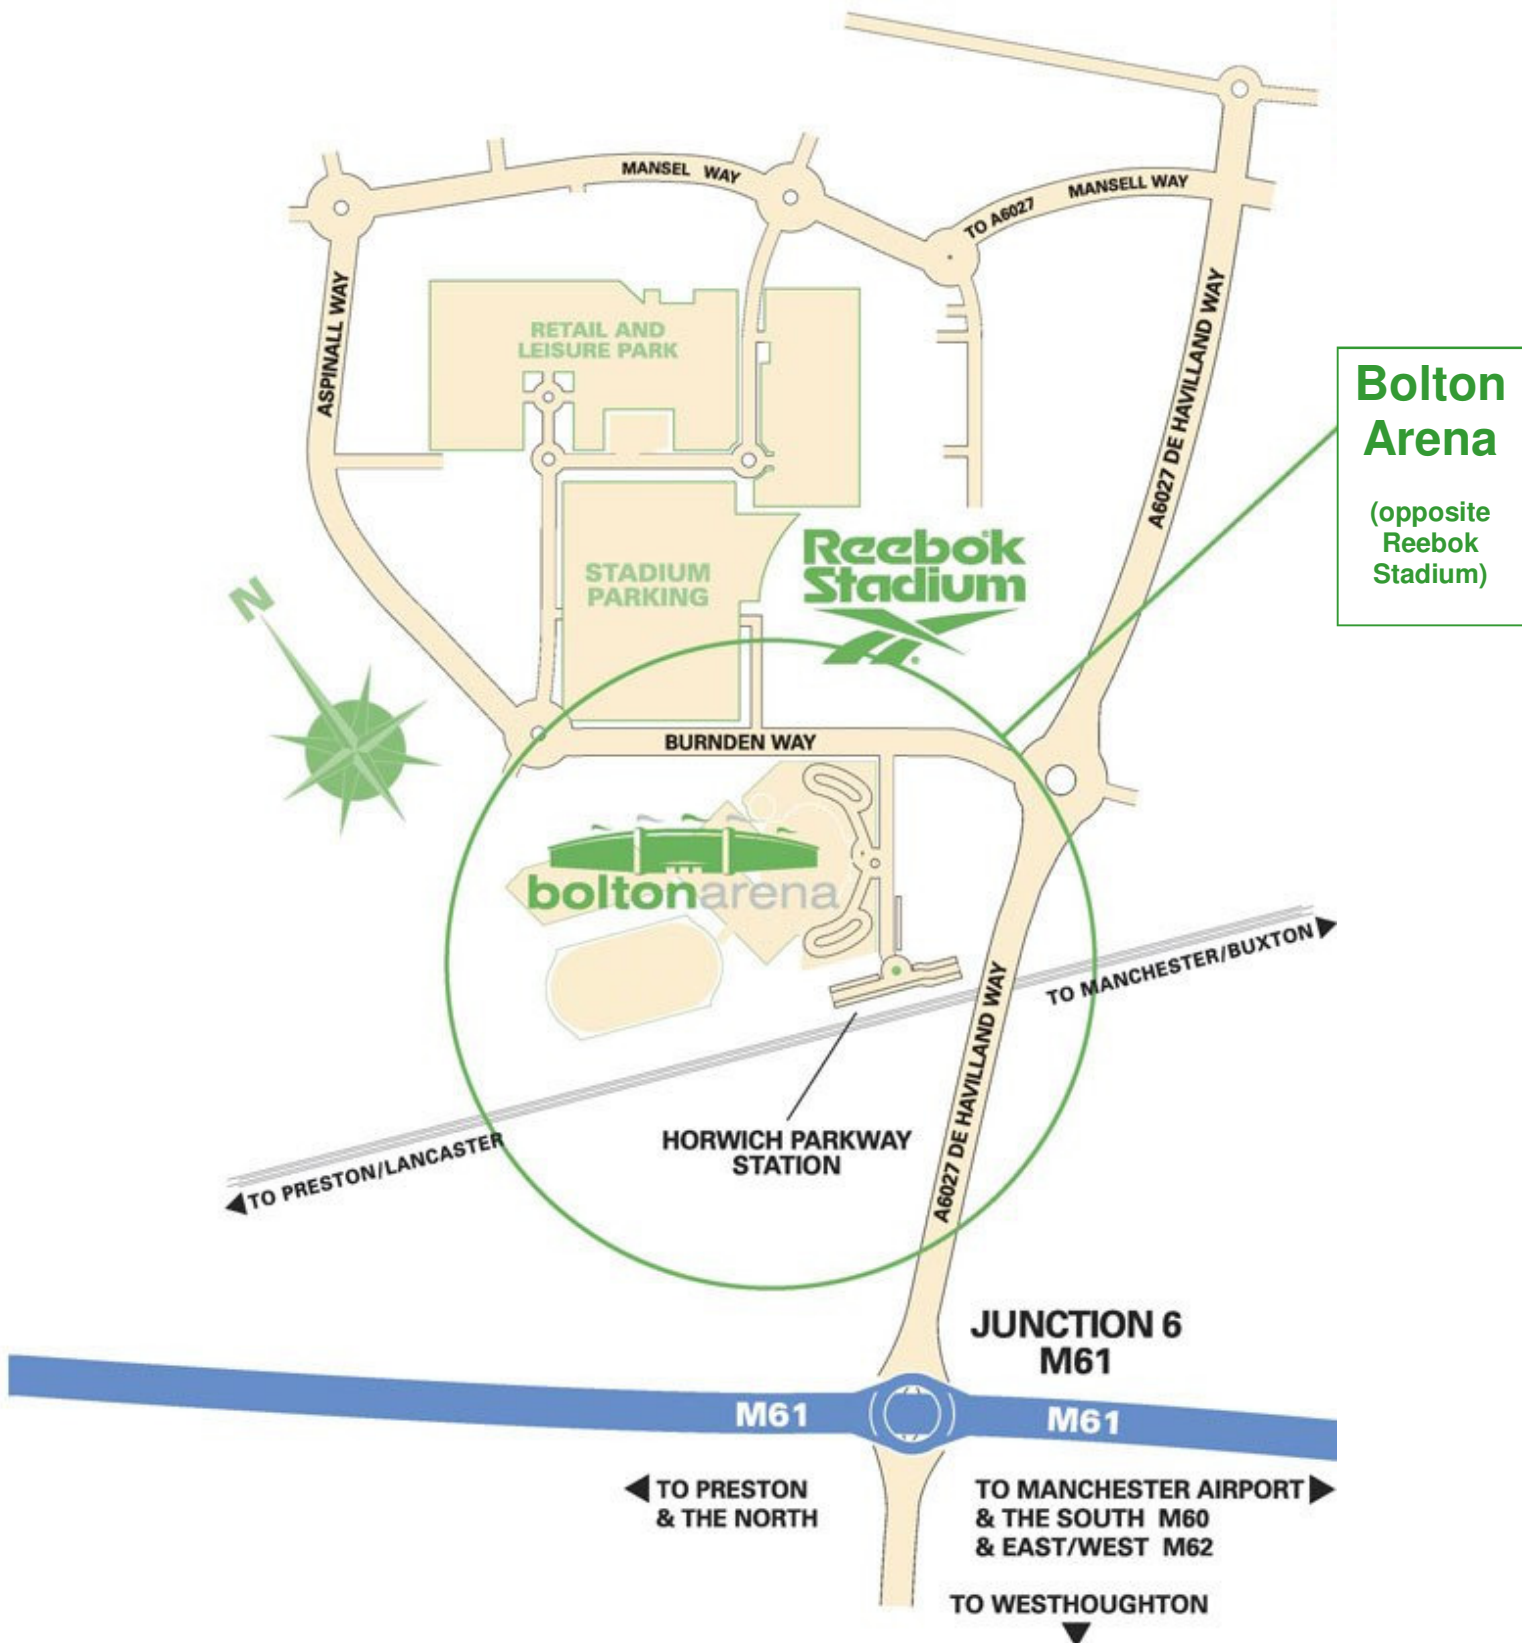 MANSEL WAY
MANSELL WAY
TO A6027
ASPINALL WAY
A6027 DE HAVILLAND WAY
RETAIL AND
LEISURE PARK
Bolton
Arena
(opposite
Reebok
Stadium)
Reebok
Stadium
STADIUM
PARKING
N
BURNDEN WAY
boltonarena
TO MANCHESTER/BUXTON
A6027 DE HAVILLAND WAY
HORWICH PARKWAY
STATION
TO PRESTON/LANCASTER
JUNCTION 6
M61
M61
M61
TO PRESTON
& THE NORTH
TO MANCHESTER AIRPORT
& THE SOUTH M60
& EAST/WEST M62
TO WESTHOUGHTON